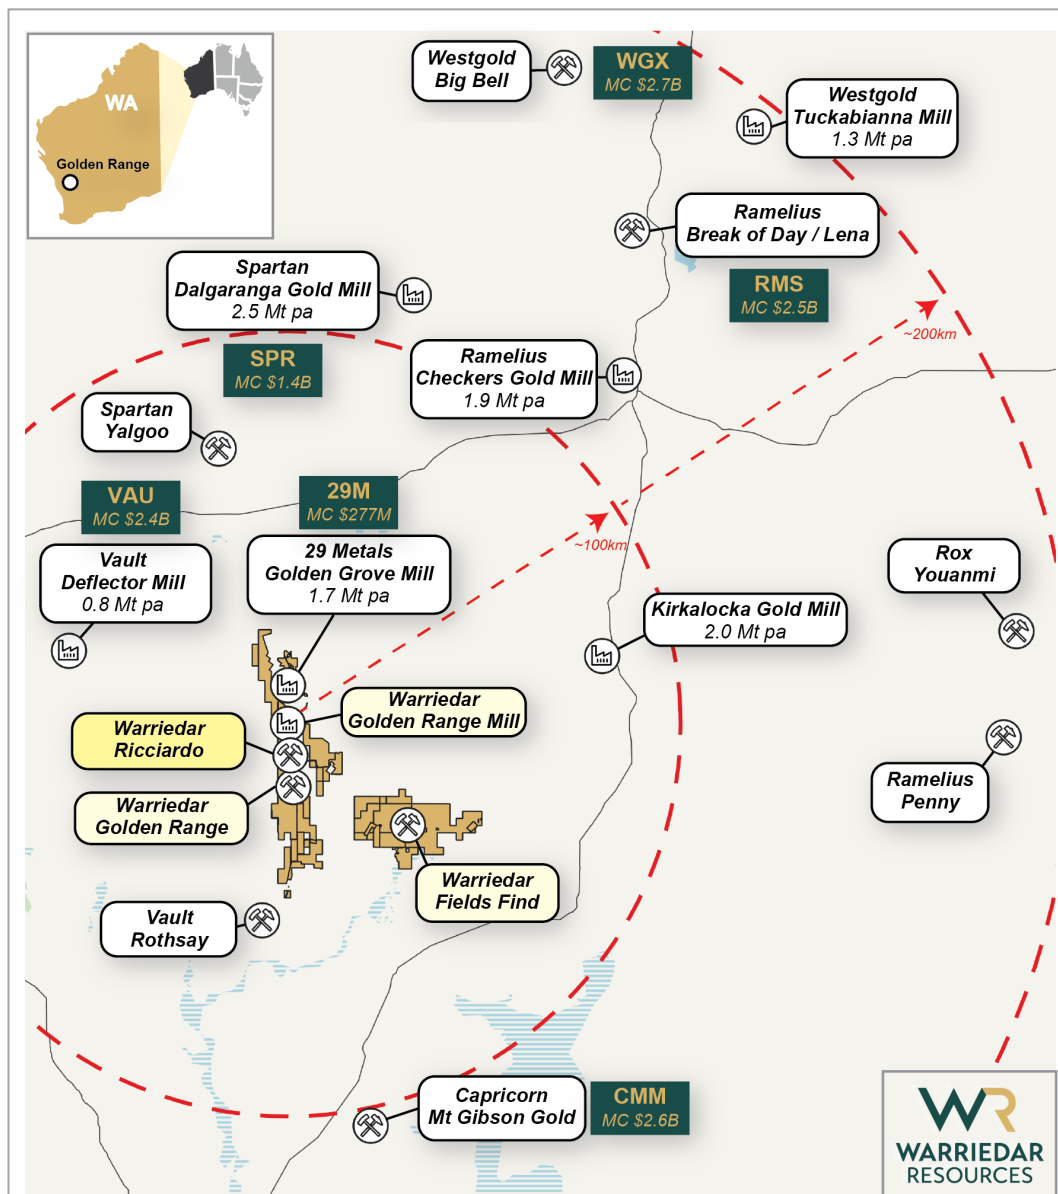 Westgold
Big Bell
WGX
MC $2.7B
Westgold
Tuckabianna Mill
1.3 Mt pa
WA
Golden Range
Ramelius
Break of Day / Lena
RMS
MC $2.5B
Spartan
Dalgaranga Gold Mill
2.5 Mt pa
~200km
SPR
MC $1.4B
Ramelius
Checkers Gold Mill
1.9 Mt pa
Spartan
Yalgoo
VAU
MC $2.4B
29M
MC $277M
Vault
Deflector Mill
0.8 Mt pa
29 Metals
Golden Grove Mill
1.7 Mt pa
~100km
Rox
Youanmi
Kirkalocka Gold Mill
2.0 Mt pa
Warriedar
Golden Range Mill
Warriedar
Ricciardo
Warriedar
Golden Range
Ramelius
Penny
Warriedar
Fields Find
Vault
Rothsay
Capricorn
Mt Gibson Gold
CMM
MC $2.6B
WR
WARRIEDAR
RESOURCES